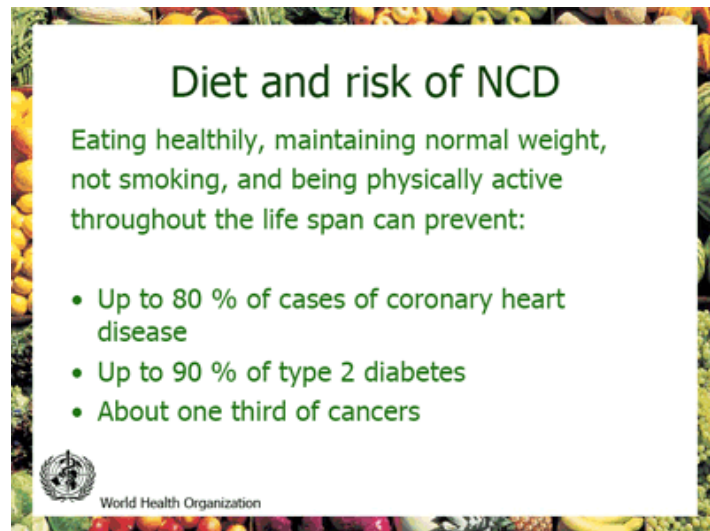 Diet and risk of NCD
Eating healthily, maintaining normal weight,
not smoking, and being physically active
throughout the life span can prevent:
• Up to 80 % of cases of coronary heart
disease
• Up to 90 % of type 2 diabetes
• About one third of cancers
World Health Organization